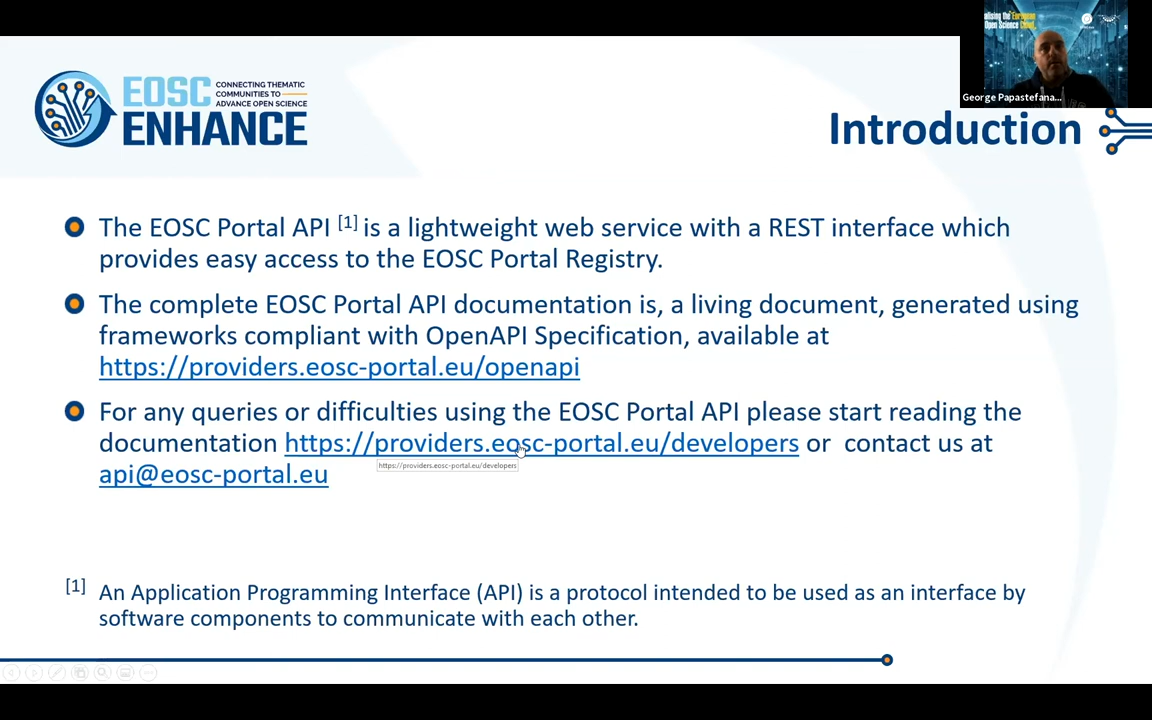 alising the European
Open Science Cloud
George Papastefana...
EOSC
CONNECTING THEMATIC
COMMUNITIES TO
ADVANCE OPEN SCIENCE
ENHANCE
Introduction
The EOSC Portal API [1] is a lightweight web service with a REST interface which
provides easy access to the EOSC Portal Registry.
The complete EOSC Portal API documentation is, a living document, generated using
frameworks compliant with OpenAPI Specification, available at
https://providers.eosc-portal.eu/openapi
For any queries or difficulties using the EOSC Portal API please start reading the
documentation https://providers.eosc-portal.eu/developers or contact us at
https://providers.eosc-portal.eu/developers
api@eosc-portal.eu
[1] An Application Programming Interface (API) is a protocol intended to be used as an interface by
software components to communicate with each other.